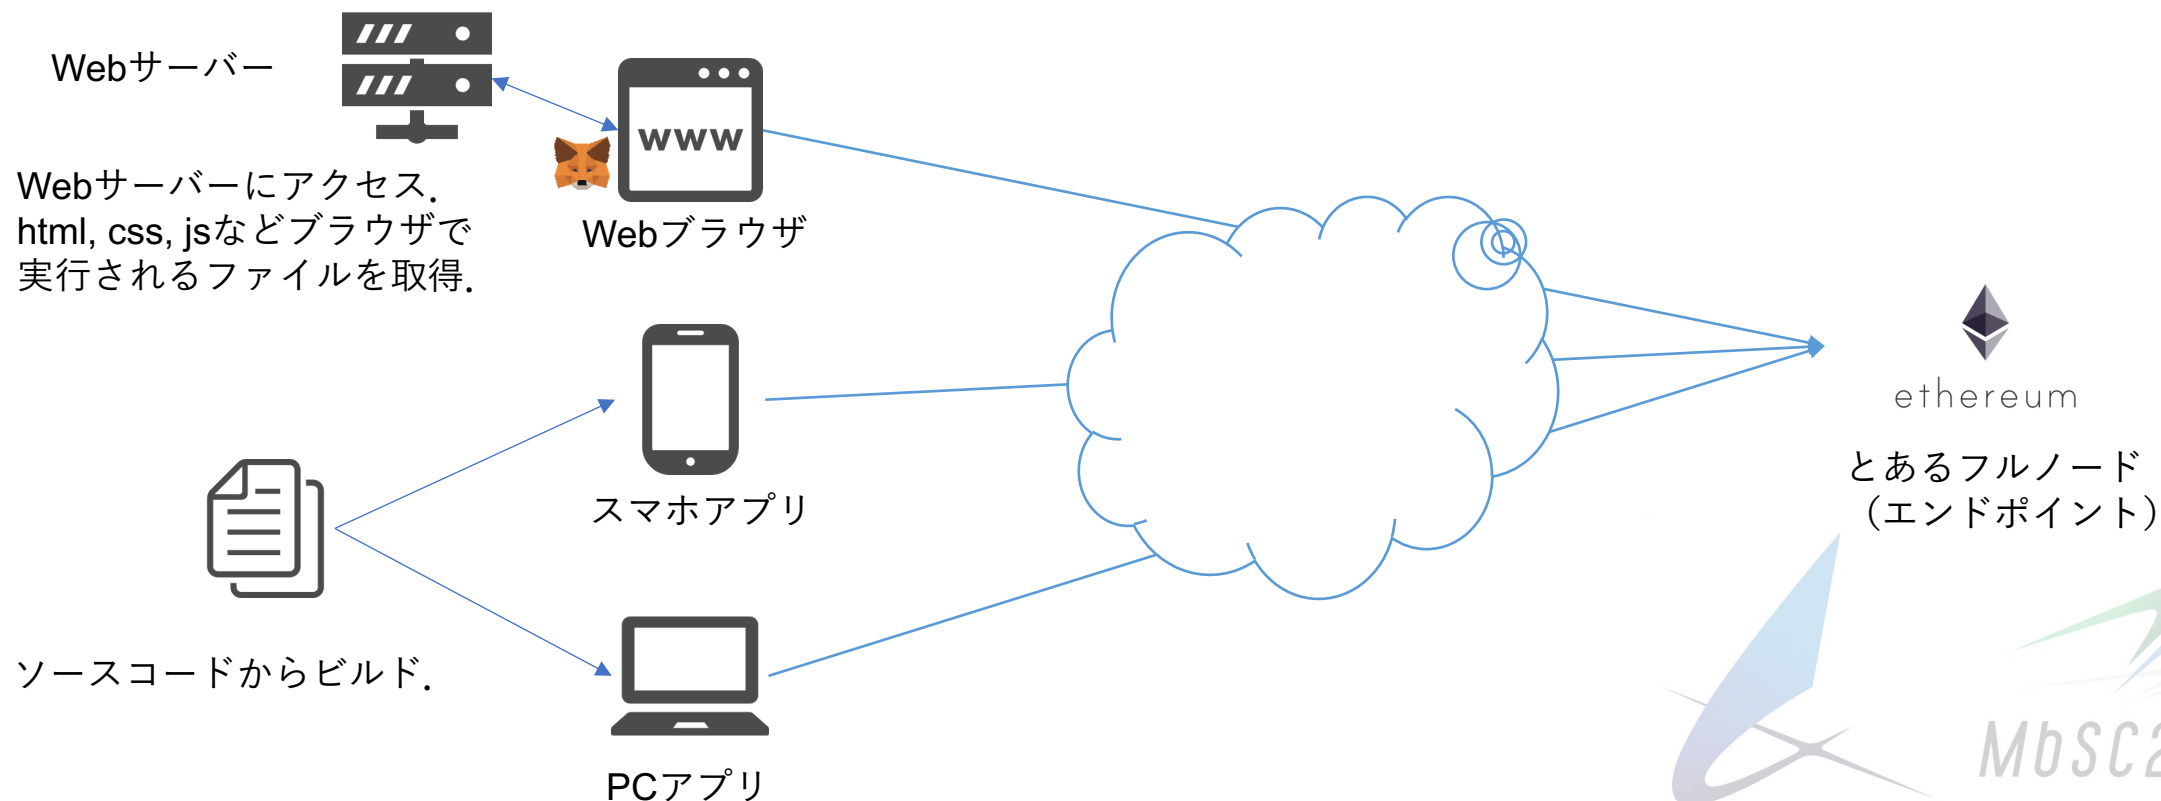 Webサーバー
www
Webサーバーにアクセス.
html, css, jsなどブラウザで
実行されるファイルを取得.
Webブラウザ
ethereum
とあるフルノード
（エンドポイント）
スマホアプリ
ソースコードからビルド.
PCアプリ
MbSC2